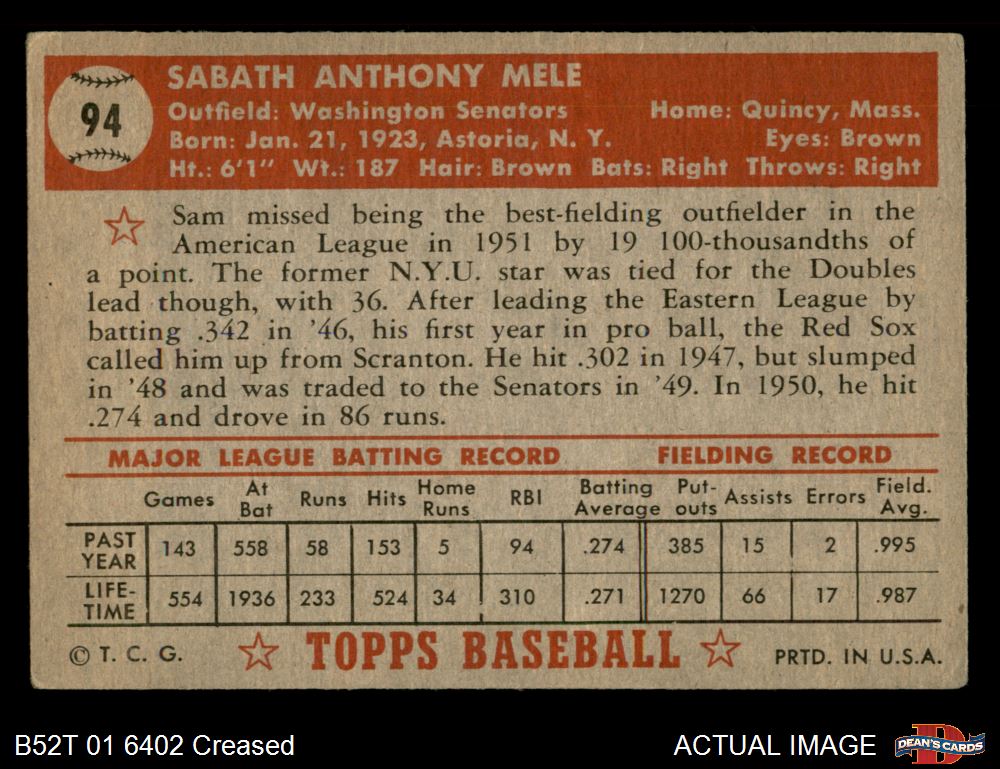 94
SABATH ANTHONY MELE
Outfield: Washington Senators Home: Quincy, Mass.
Born: Jan. 21, 1923, Astoria, N. Y. Eyes: Brown
Ht.: 6'1" Wt.: 187 Hair: Brown Bats: Right Throws: Right
Sam missed being the best-fielding outfielder in the
American League in 1951 by 19 100-thousandths of
a point. The former N.Y.U. star was tied for the Doubles
lead though, with 36. After leading the Eastern League by
batting .342 in '46, his first year in pro ball, the Red Sox
called him up from Scranton. He hit .302 in 1947, but slumped
in '48 and was traded to the Senators in '49. In 1950, he hit
.274 and drove in 86 runs.
MAJOR LEAGUE BATTING RECORD FIELDING RECORD
Games At Bat Runs Hits Home Runs RBI Batting Average Put-outs Assists Errors Field. Avg.
PAST YEAR 143 558 58 153 5 94 .274 385 15 2 .995
LIFE-TIME 554 1936 233 524 34 310 .271 1270 66 17 .987
© T. C. G. TOPPS BASEBALL PRTD. IN U.S.A.
B52T 01 6402 Creased ACTUAL IMAGE DEAN'S CARDS